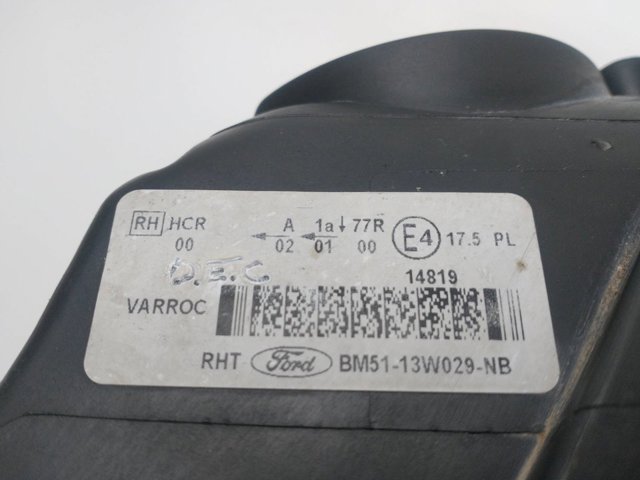 RH HCR A 1a↓77R E4 17.5 PL
00 ← 02 ← 01 00
D.E.C 14819
VARROC
RHT Ford BM51-13W029-NB